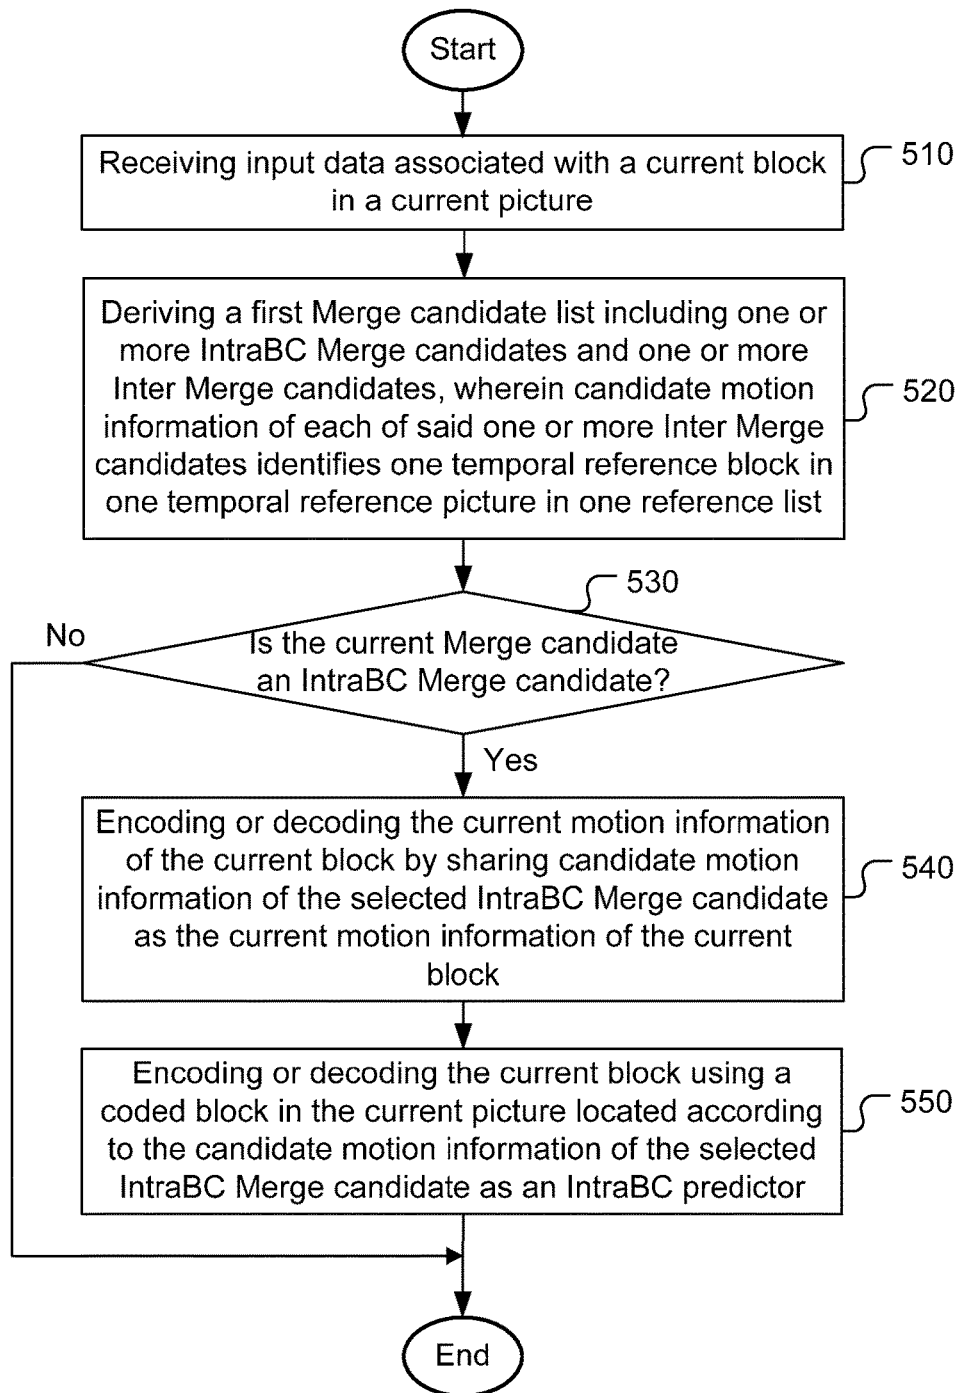 Start
Receiving input data associated with a current block
in a current picture
510
Deriving a first Merge candidate list including one or
more IntraBC Merge candidates and one or more
Inter Merge candidates, wherein candidate motion
information of each of said one or more Inter Merge
candidates identifies one temporal reference block in
one temporal reference picture in one reference list
520
530
No
Is the current Merge candidate
an IntraBC Merge candidate?
Yes
Encoding or decoding the current motion information
of the current block by sharing candidate motion
information of the selected IntraBC Merge candidate
as the current motion information of the current
block
540
Encoding or decoding the current block using a
coded block in the current picture located according
to the candidate motion information of the selected
IntraBC Merge candidate as an IntraBC predictor
550
End